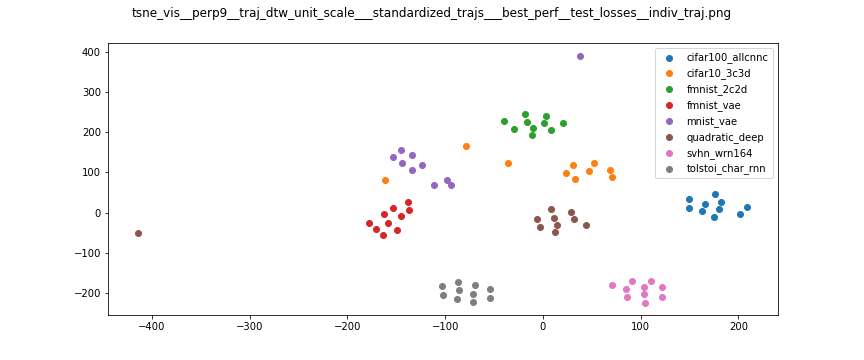 tsne_vis__perp9__traj_dtw_unit_scale___standardized_trajs___best_perf__test_losses__indiv_traj.png
400
300
200
100
0
−100
−200
−400
−300
−200
−100
0
100
200
cifar100_allcnnc
cifar10_3c3d
fmnist_2c2d
fmnist_vae
mnist_vae
quadratic_deep
svhn_wrn164
tolstoi_char_rnn